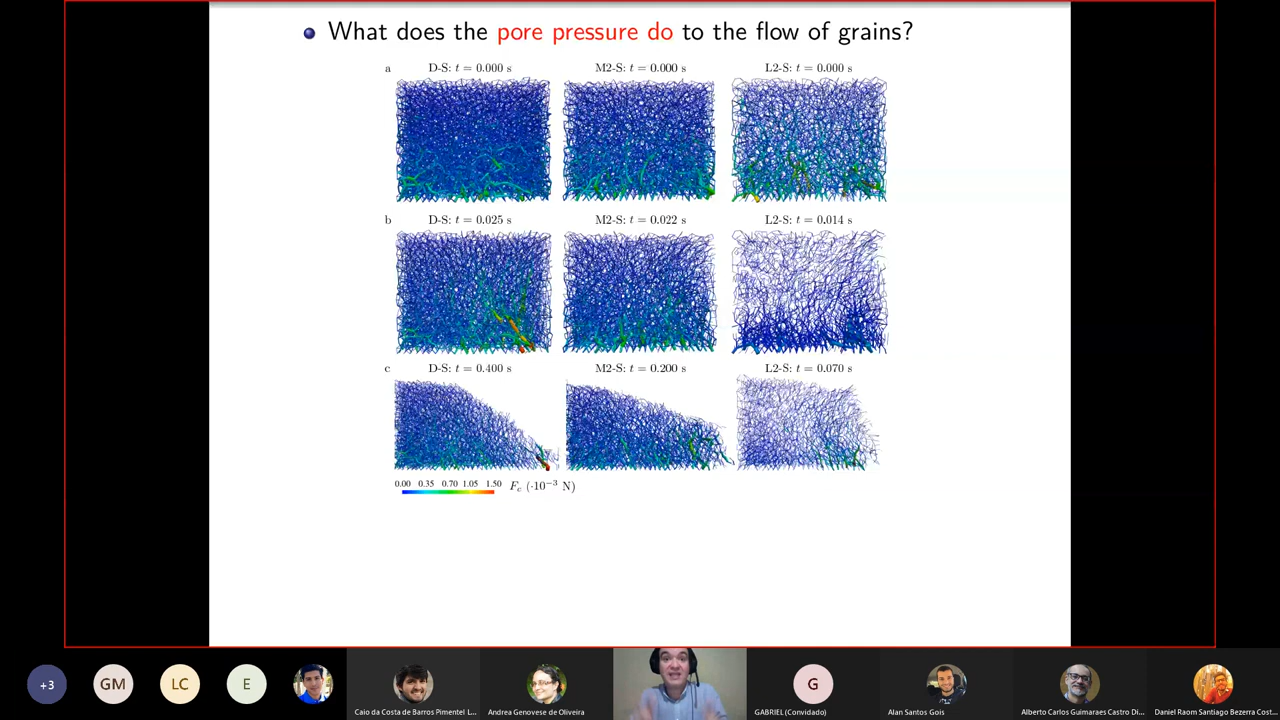 What does the pore pressure do to the flow of grains?
a D-S: t = 0.000 s M2-S: t = 0.000 s L2-S: t = 0.000 s
b D-S: t = 0.025 s M2-S: t = 0.022 s L2-S: t = 0.014 s
c D-S: t = 0.400 s M2-S: t = 0.200 s L2-S: t = 0.070 s
0.00 0.35 0.70 1.05 1.50 F_c (·10⁻³ N)
+3 GM LC E G
Caio da Costa de Barros Pimentel L... Andrea Genovese de Oliveira GABRIEL (Convidado) Alan Santos Gois Alberto Carlos Guimaraes Castro Di... Daniel Raom Santiago Bezerra Cost...